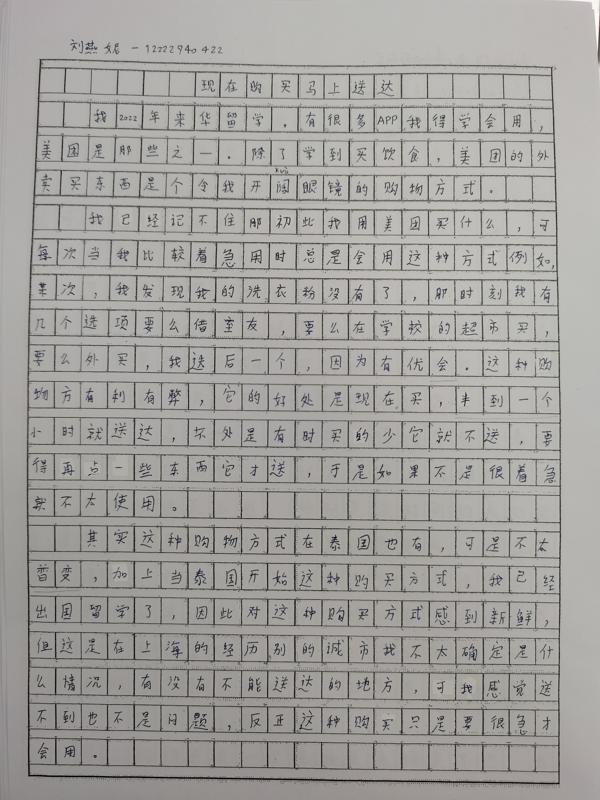 刘燕妮 - 12222940422
现在购买马上送达
我2022年来华留学。有很多APP我得学会用，
美团是那些之一。除了学到买饮食，美团的外
卖买东西是个令我开阔眼镜的购物方式。
我已经记不住那初些我用美团买什么，可
每次当我比较着急用时总是会用这种方式例如，
某次，我发现我的洗衣粉没有了，那时刻我有
几个选项要么借室友，要么在学校的超市买，
要么外买，我选后一个，因为有优会。这种购
物方有利有弊，它的好处是现在买，半到一个
小时就送达，坏处是有时买的少它就不送，要
得再点一些东西它才送，于是如果不是很着急
就不太使用。
其实这种购物方式在泰国也有，可是不太
普变，加上当泰国开始这种购买方式，我已经
出国留学了，因此对这种购买方式感到新鲜，
但这是在上海的经历别的城市我不太确定是什
么情况，有没有不能送达的地方，可我感觉送
不到也不是问题，反正这种购买只是要很急才
会用。